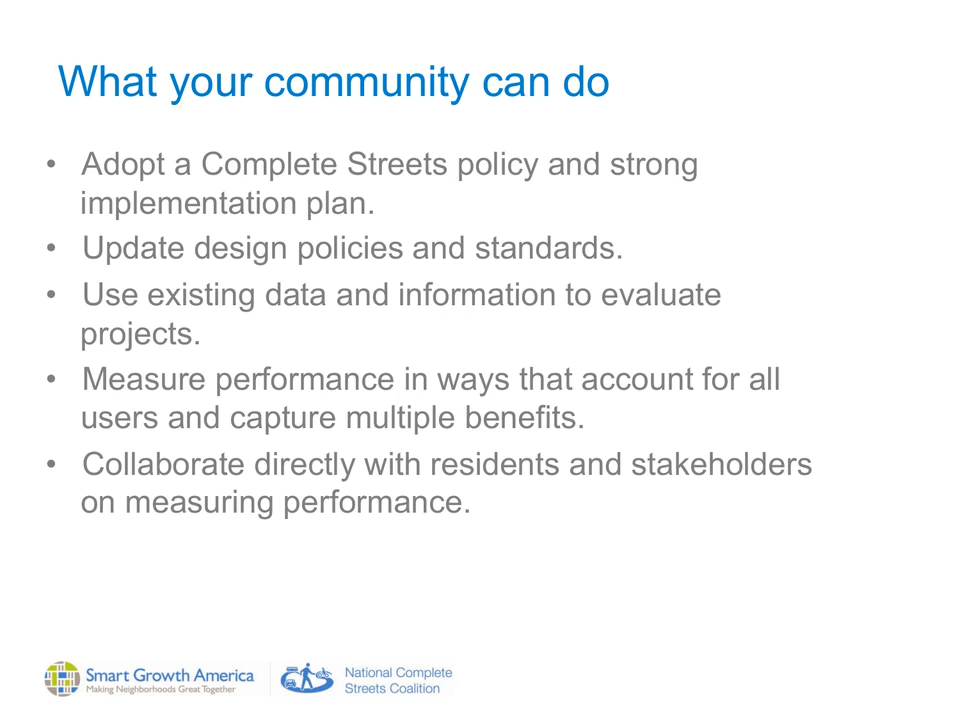 What your community can do
• Adopt a Complete Streets policy and strong
implementation plan.
• Update design policies and standards.
• Use existing data and information to evaluate
projects.
• Measure performance in ways that account for all
users and capture multiple benefits.
• Collaborate directly with residents and stakeholders
on measuring performance.
Smart Growth America
Making Neighborhoods Great Together
National Complete
Streets Coalition